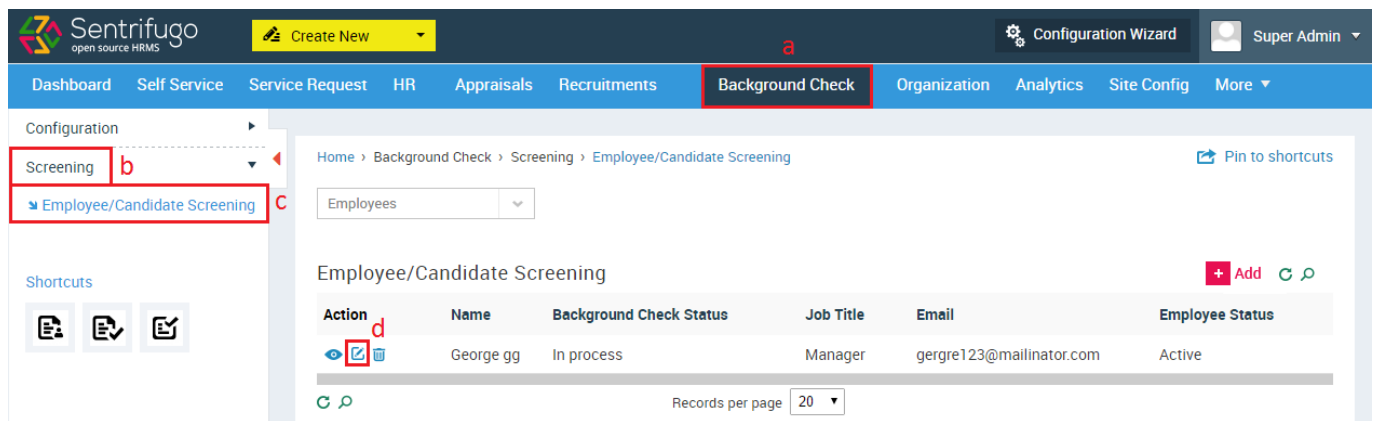 Sentrifugo
open source HRMS
Create New
a
Configuration Wizard
Super Admin
Dashboard Self Service Service Request HR Appraisals Recruitments Background Check Organization Analytics Site Config More
Configuration
Screening b
Employee/Candidate Screening c
Shortcuts
Home › Background Check › Screening › Employee/Candidate Screening
Pin to shortcuts
Employees
Employee/Candidate Screening
+ Add
Action Name Background Check Status Job Title Email Employee Status
d
George gg In process Manager gergre123@mailinator.com Active
Records per page 20